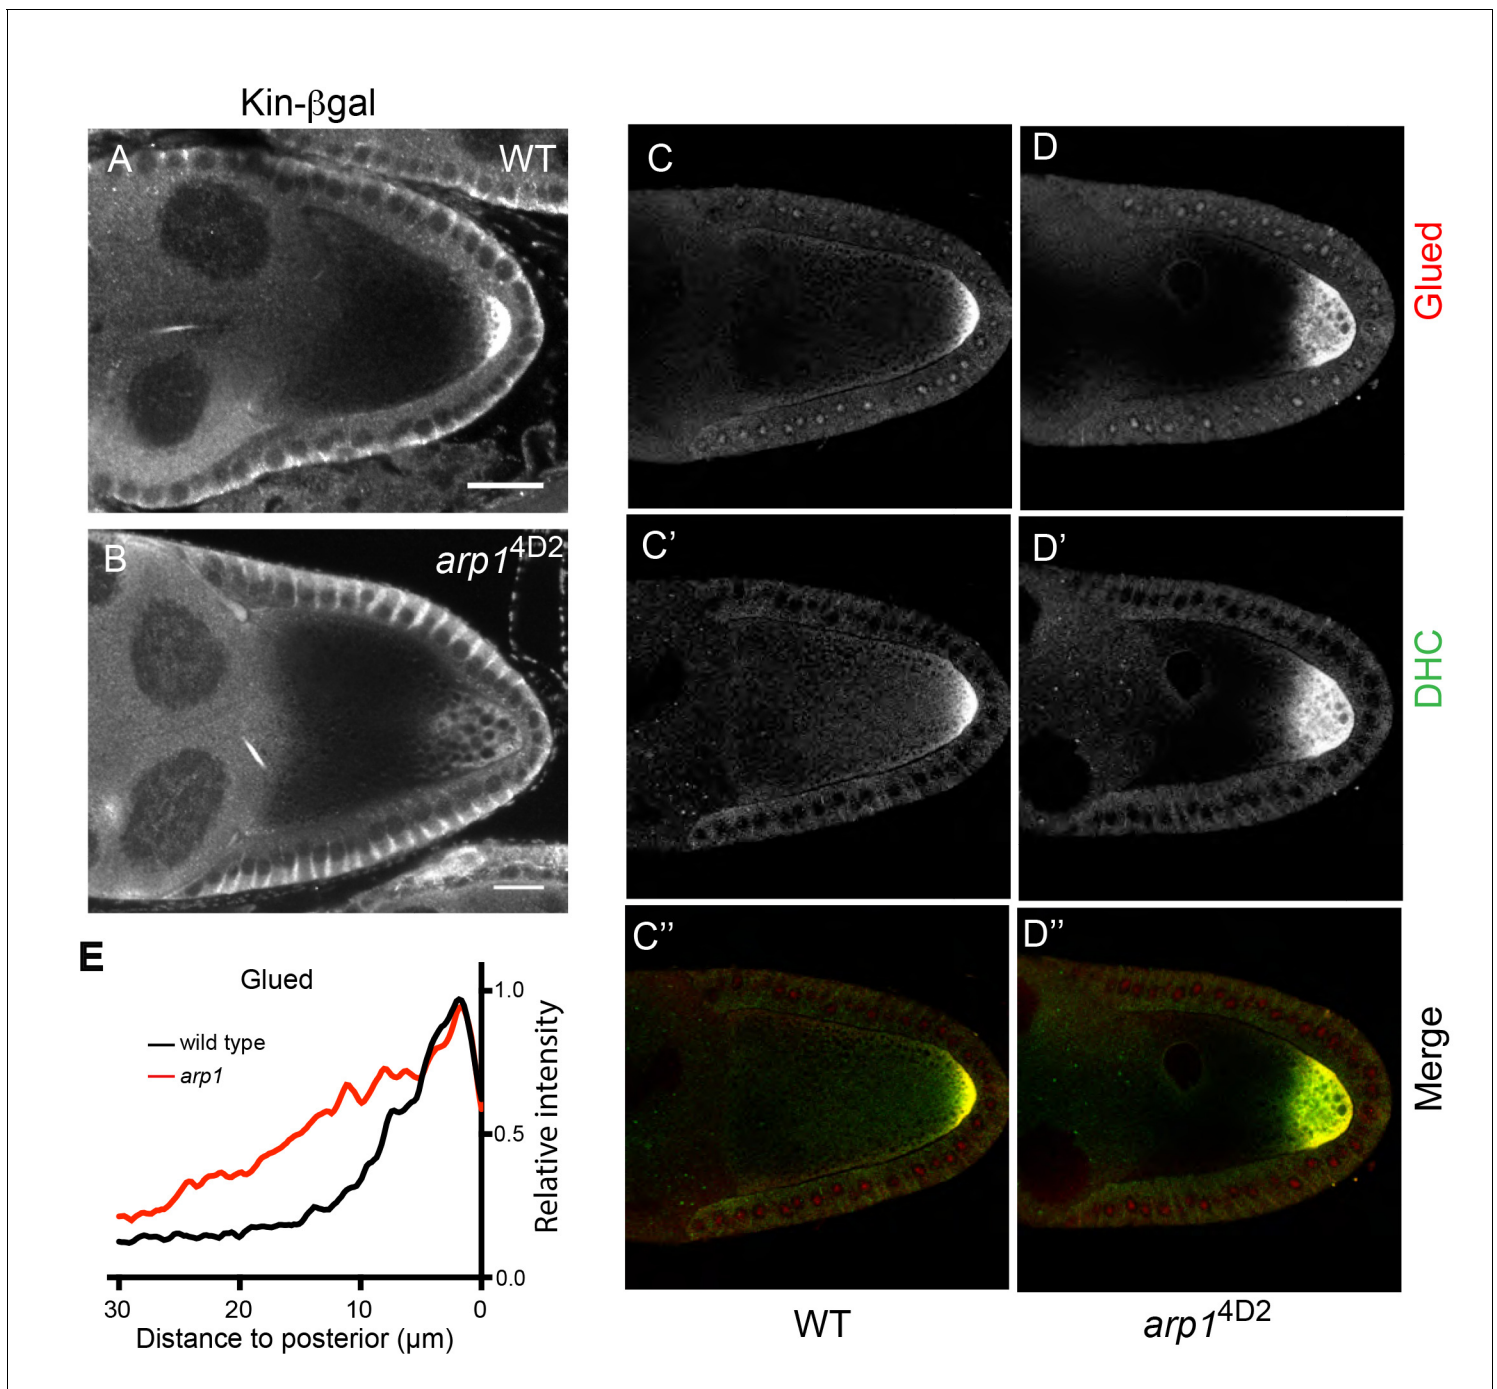 Kin-βgal
A WT
B arp1 4D2
C
D
Glued
C’
D’
DHC
C’’
D’’
Merge
WT
arp1 4D2
E
Glued
wild type
arp1
1.0
0.5
0.0
Relative intensity
30 20 10 0
Distance to posterior (µm)